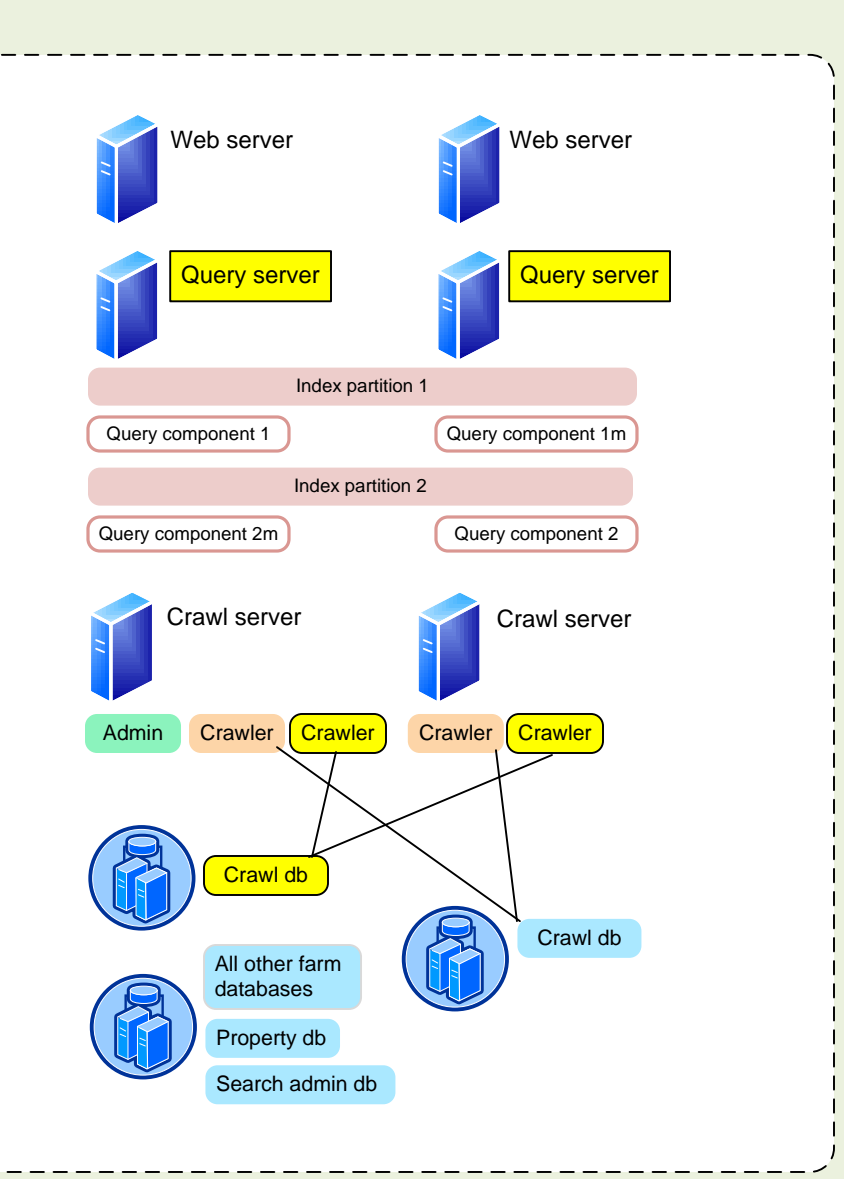 Web server
Web server
Query server
Query server
Index partition 1
Query component 1
Query component 1m
Index partition 2
Query component 2m
Query component 2
Crawl server
Crawl server
Admin
Crawler
Crawler
Crawler
Crawler
Crawl db
Crawl db
All other farm
databases
Property db
Search admin db